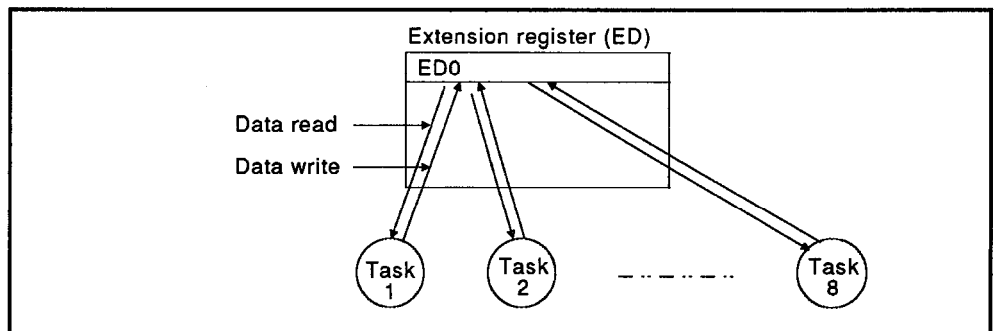 Extension register (ED)
ED0
Data read
Data write
Task
1
Task
2
Task
8